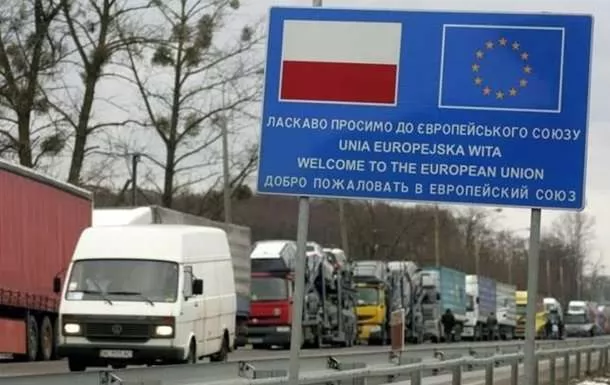 ЛАСКАВО ПРОСИМО ДО ЄВРОПЕЙСЬКОГО СОЮЗУ
UNIA EUROPEJSKA WITA
WELCOME TO THE EUROPEAN UNION
ДОБРО ПОЖАЛОВАТЬ В ЕВРОПЕЙСКИЙ СОЮЗ